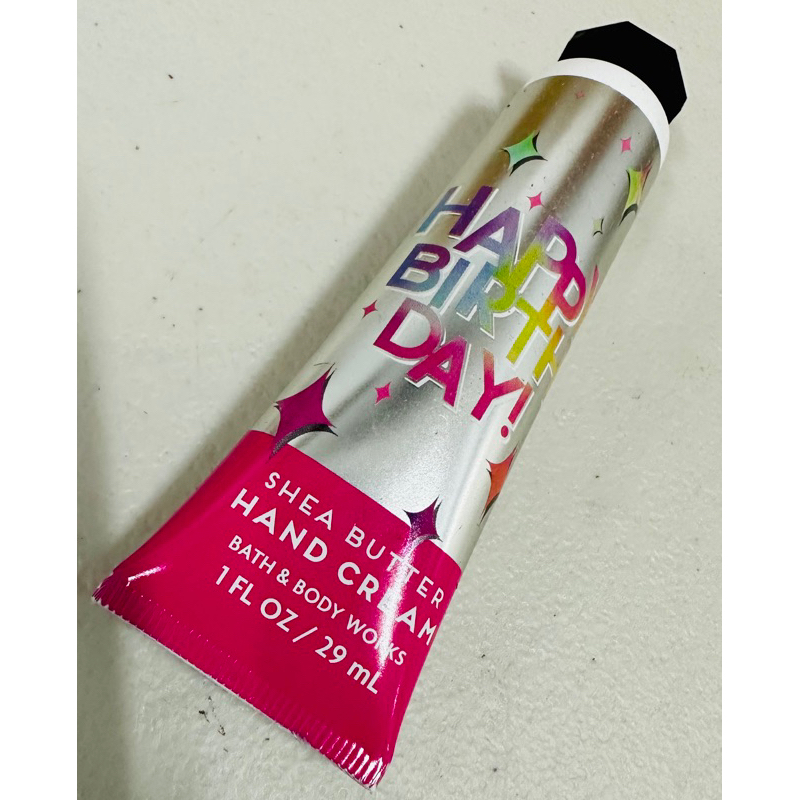 HAPPY
BIRTH
DAY!
SHEA BUTTER
HAND CREAM
BATH & BODY WORKS
1 FL OZ / 29 mL